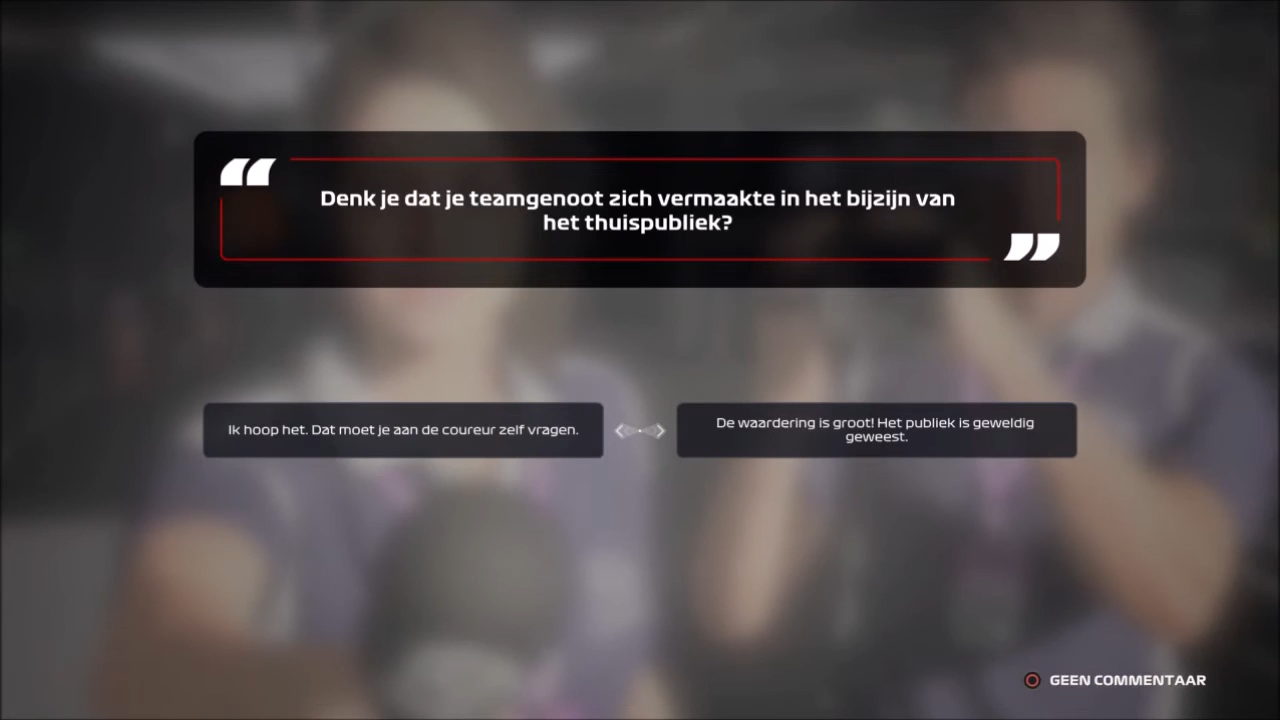 Denk je dat je teamgenoot zich vermaakte in het bijzijn van
het thuispubliek?
Ik hoop het. Dat moet je aan de coureur zelf vragen.
De waardering is groot! Het publiek is geweldig
geweest.
GEEN COMMENTAAR